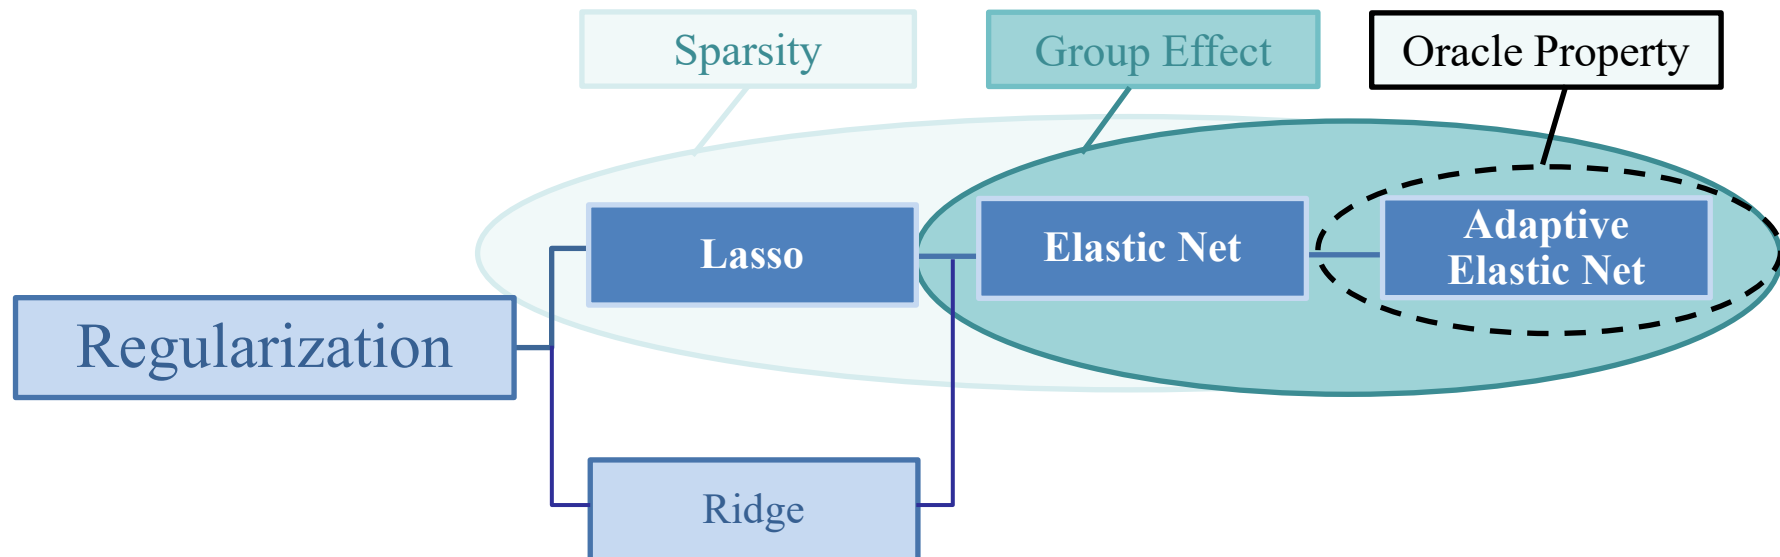 Sparsity
Group Effect
Oracle Property
Lasso
Elastic Net
Adaptive
Elastic Net
Regularization
Ridge